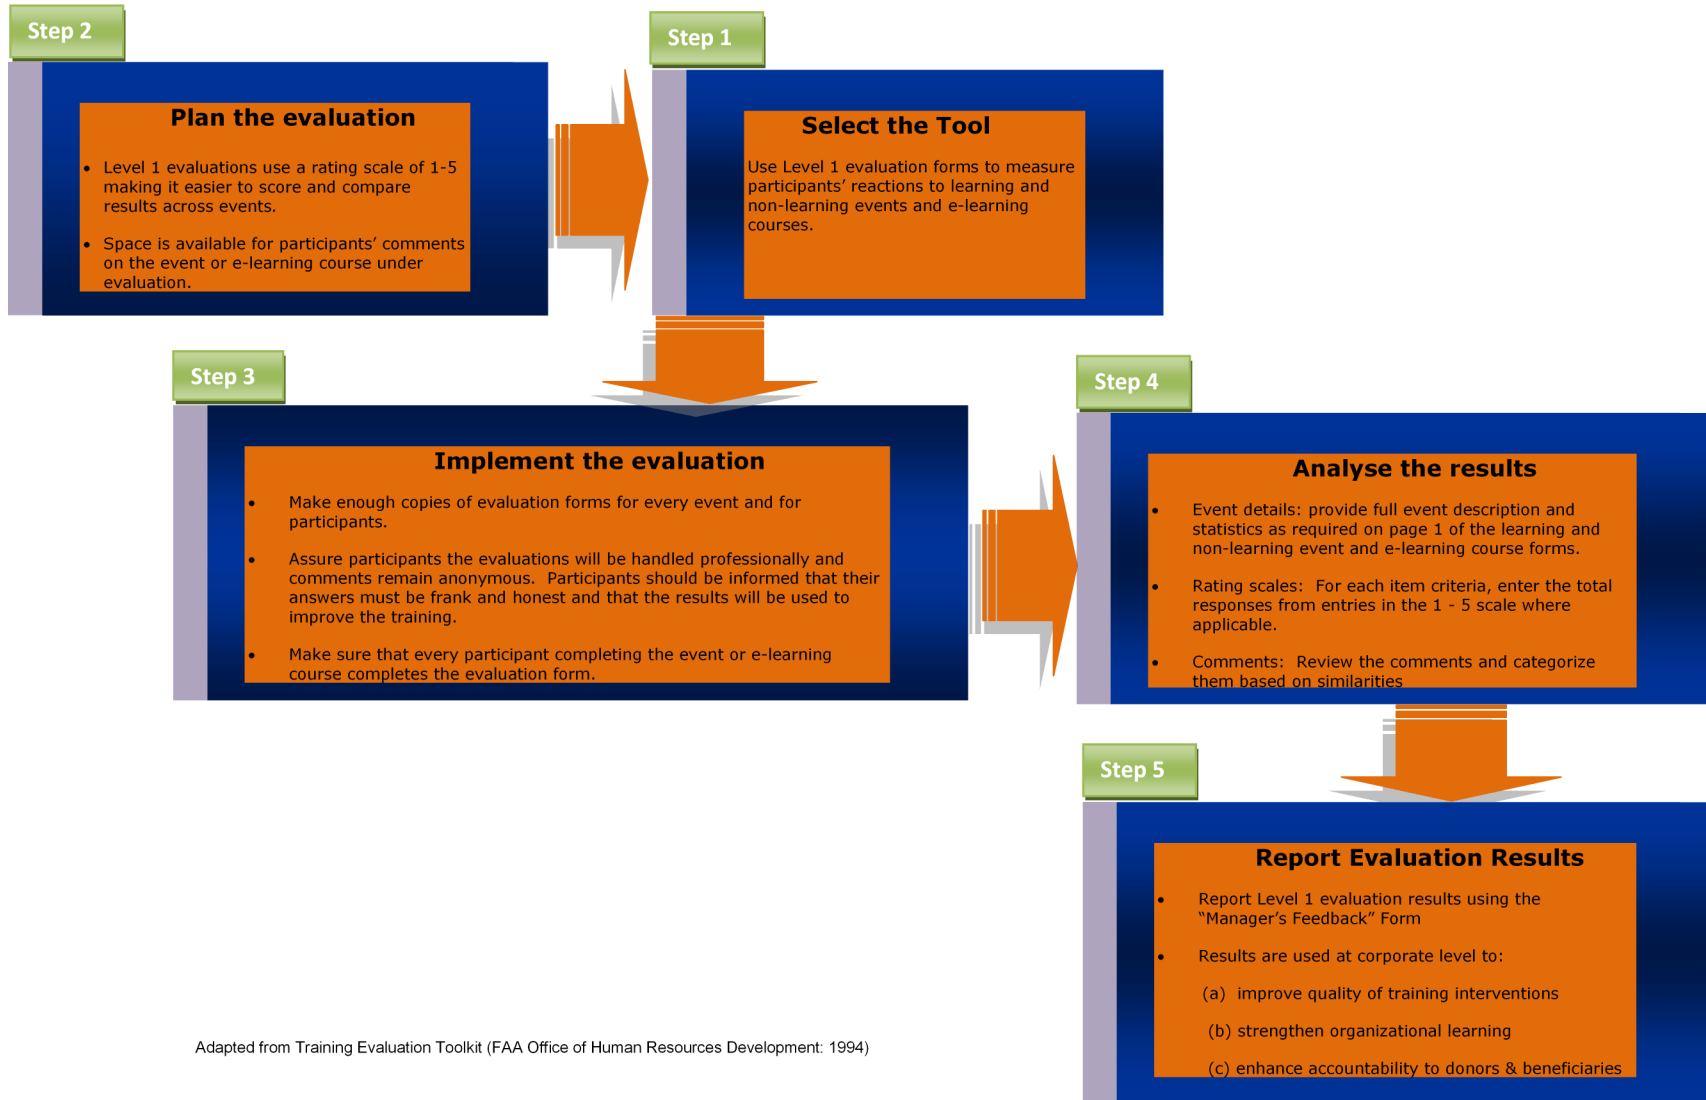 Step 2
Plan the evaluation
• Level 1 evaluations use a rating scale of 1-5
making it easier to score and compare
results across events.
• Space is available for participants’ comments
on the event or e-learning course under
evaluation.
Step 1
Select the Tool
Use Level 1 evaluation forms to measure
participants’ reactions to learning and
non-learning events and e-learning
courses.
Step 3
Implement the evaluation
• Make enough copies of evaluation forms for every event and for
participants.
• Assure participants the evaluations will be handled professionally and
comments remain anonymous.  Participants should be informed that their
answers must be frank and honest and that the results will be used to
improve the training.
• Make sure that every participant completing the event or e-learning
course completes the evaluation form.
Step 4
Analyse the results
• Event details: provide full event description and
statistics as required on page 1 of the learning and
non-learning event and e-learning course forms.
• Rating scales:  For each item criteria, enter the total
responses from entries in the 1 - 5 scale where
applicable.
• Comments:  Review the comments and categorize
them based on similarities
Step 5
Report Evaluation Results
• Report Level 1 evaluation results using the
“Manager’s Feedback” Form
• Results are used at corporate level to:
(a) improve quality of training interventions
(b) strengthen organizational learning
(c) enhance accountability to donors & beneficiaries
Adapted from Training Evaluation Toolkit (FAA Office of Human Resources Development: 1994)